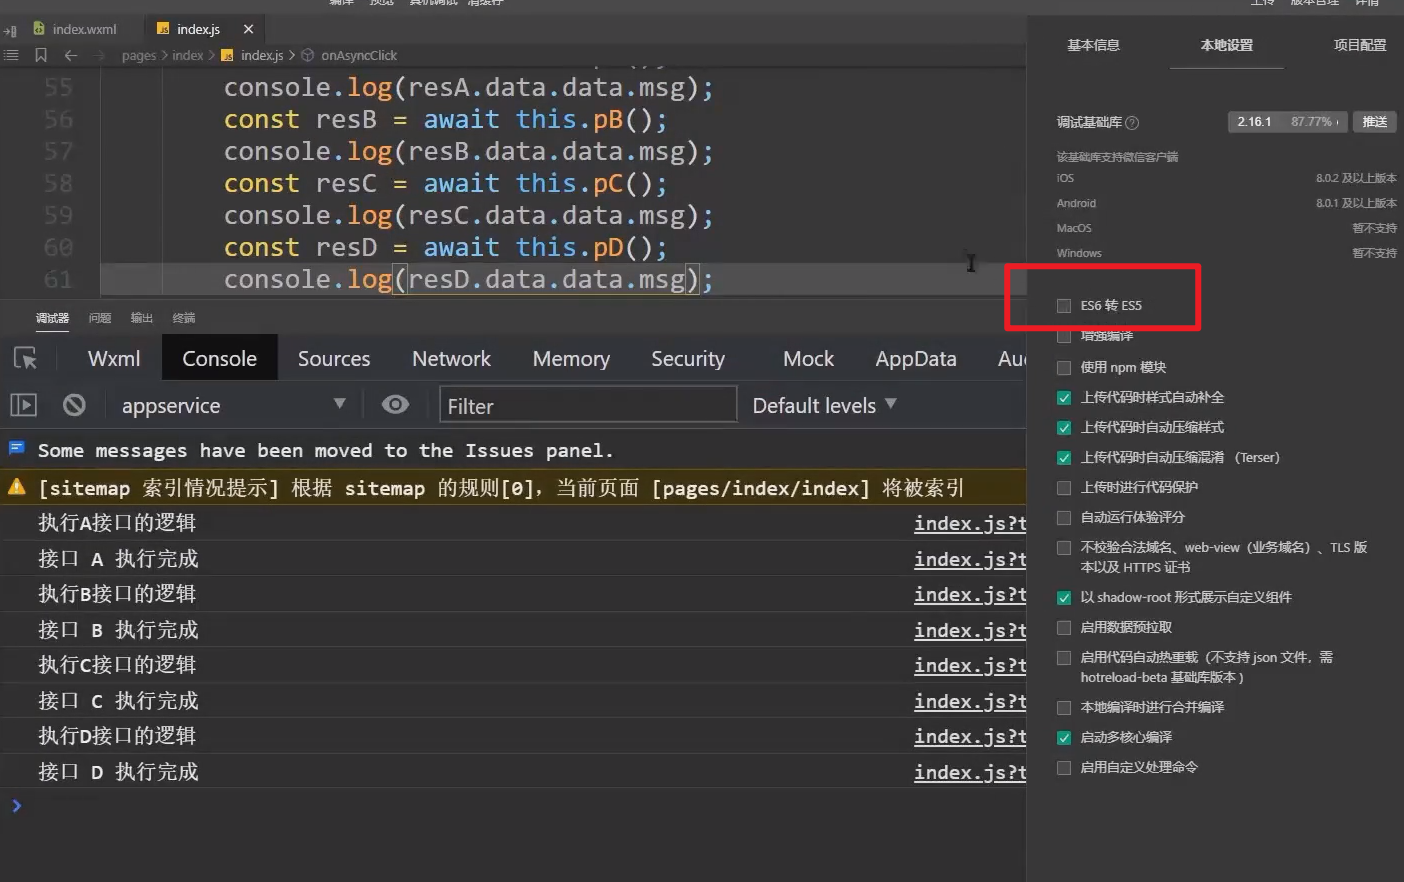 编译 预览 真机调试 清缓存
上传 版本管理 详情
index.wxml
index.js
pages > index > index.js > onAsyncClick
55 console.log(resA.data.data.msg);
56 const resB = await this.pB();
57 console.log(resB.data.data.msg);
58 const resC = await this.pC();
59 console.log(resC.data.data.msg);
60 const resD = await this.pD();
61 console.log(resD.data.data.msg);
调试器 问题 输出 终端
Wxml Console Sources Network Memory Security Mock AppData Au
appservice Filter Default levels
Some messages have been moved to the Issues panel.
[sitemap 索引情况提示] 根据 sitemap 的规则[0]，当前页面 [pages/index/index] 将被索引
执行A接口的逻辑 index.js?t
接口 A 执行完成 index.js?t
执行B接口的逻辑 index.js?t
接口 B 执行完成 index.js?t
执行C接口的逻辑 index.js?t
接口 C 执行完成 index.js?t
执行D接口的逻辑 index.js?t
接口 D 执行完成 index.js?t
基本信息 本地设置 项目配置
调试基础库 ? 2.16.1 87.77% 推送
该基础库支持微信客户端
iOS 8.0.2 及以上版本
Android 8.0.1 及以上版本
MacOS 暂不支持
Windows 暂不支持
ES6 转 ES5
增强编译
使用 npm 模块
上传代码时样式自动补全
上传代码时自动压缩样式
上传代码时自动压缩混淆 （Terser）
上传时进行代码保护
自动运行体验评分
不校验合法域名、web-view（业务域名）、TLS 版
本以及 HTTPS 证书
以 shadow-root 形式展示自定义组件
启用数据预拉取
启用代码自动热重载（不支持 json 文件，需
hotreload-beta 基础库版本 ）
本地编译时进行合并编译
启动多核心编译
启用自定义处理命令